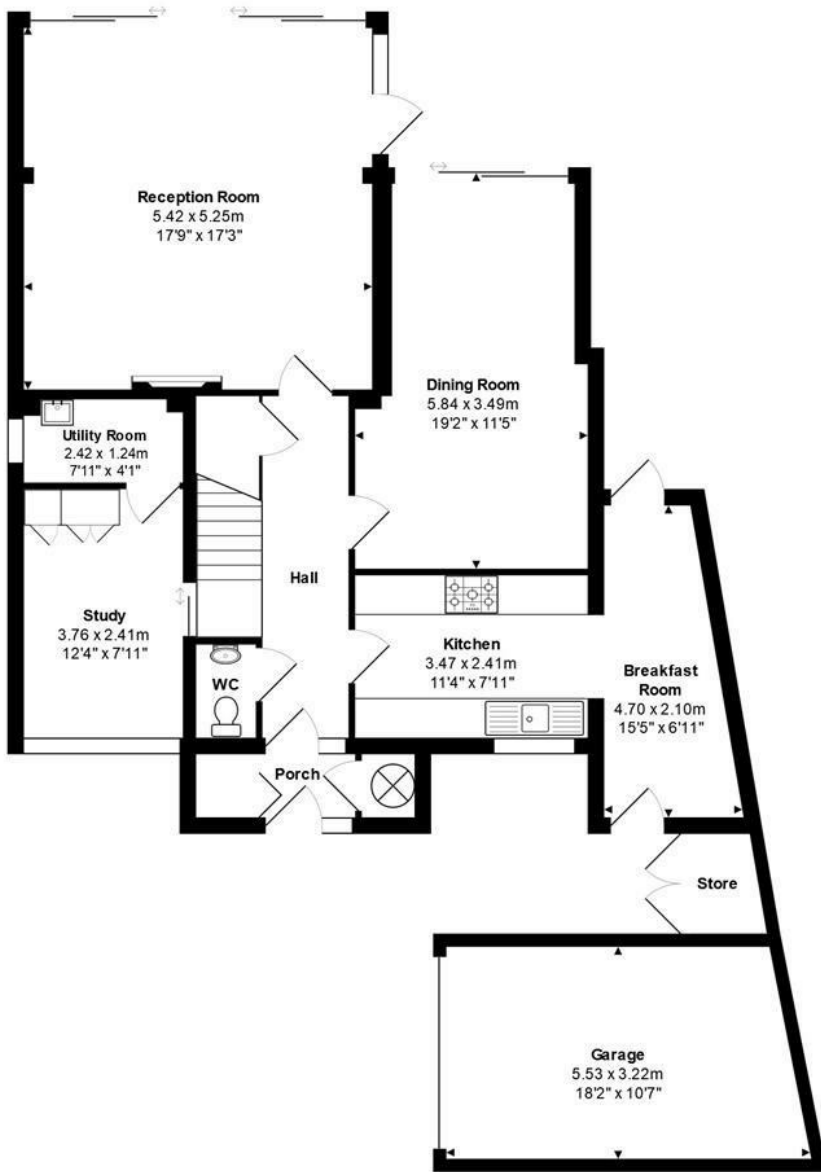 Reception Room
5.42 x 5.25m
17'9" x 17'3"
Dining Room
5.84 x 3.49m
19'2" x 11'5"
Utility Room
2.42 x 1.24m
7'11" x 4'1"
Hall
Study
3.76 x 2.41m
12'4" x 7'11"
WC
Kitchen
3.47 x 2.41m
11'4" x 7'11"
Breakfast
Room
4.70 x 2.10m
15'5" x 6'11"
Porch
Store
Garage
5.53 x 3.22m
18'2" x 10'7"